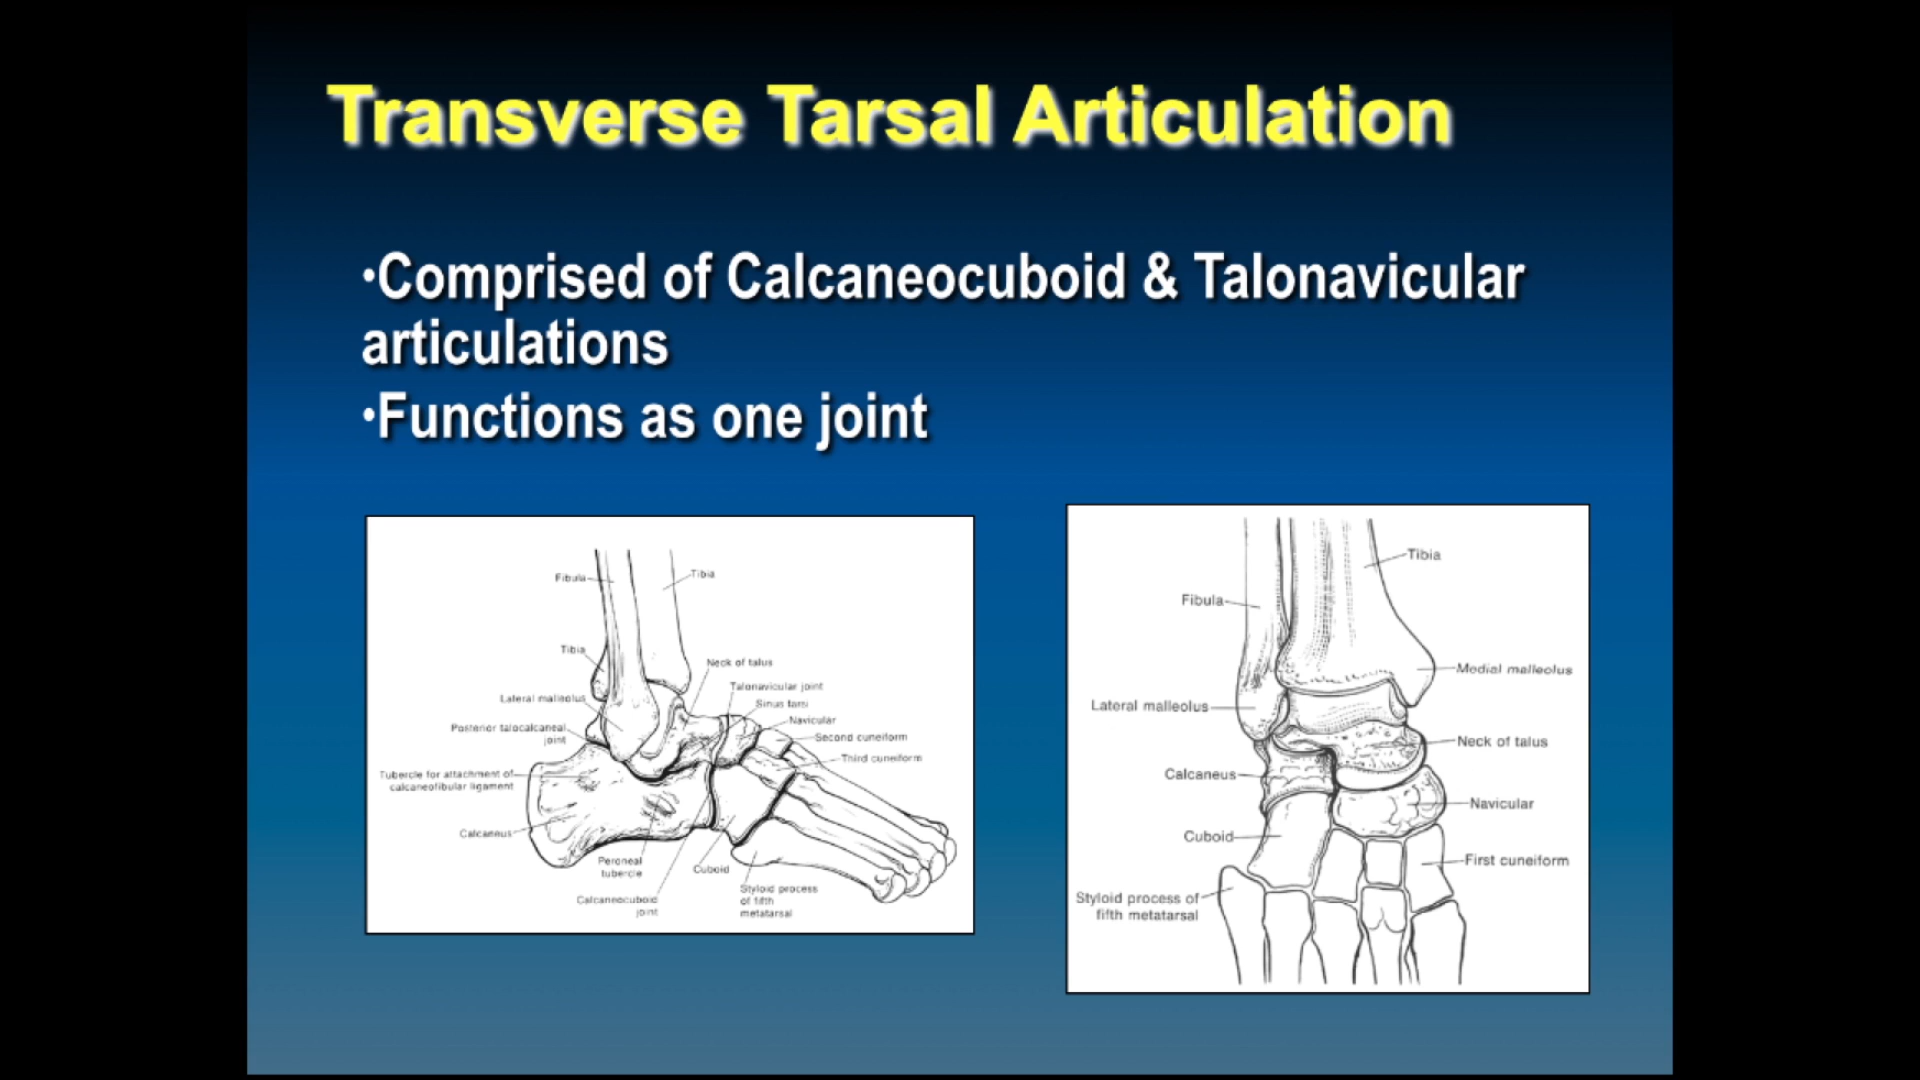 Transverse Tarsal Articulation
•Comprised of Calcaneocuboid & Talonavicular
articulations
•Functions as one joint
Fibula
Tibia
Tibia
Neck of talus
Lateral malleolus
Talonavicular joint
Sinus tarsi
Navicular
Posterior talocalcaneal
joint
Second cuneiform
Third cuneiform
Tubercle for attachment of
calcaneofibular ligament
Calcaneus
Peroneal
tubercle
Cuboid
Calcaneocuboid
joint
Styloid process
of fifth
metatarsal
Tibia
Fibula
Medial malleolus
Lateral malleolus
Neck of talus
Calcaneus
Navicular
Cuboid
First cuneiform
Styloid process of
fifth metatarsal